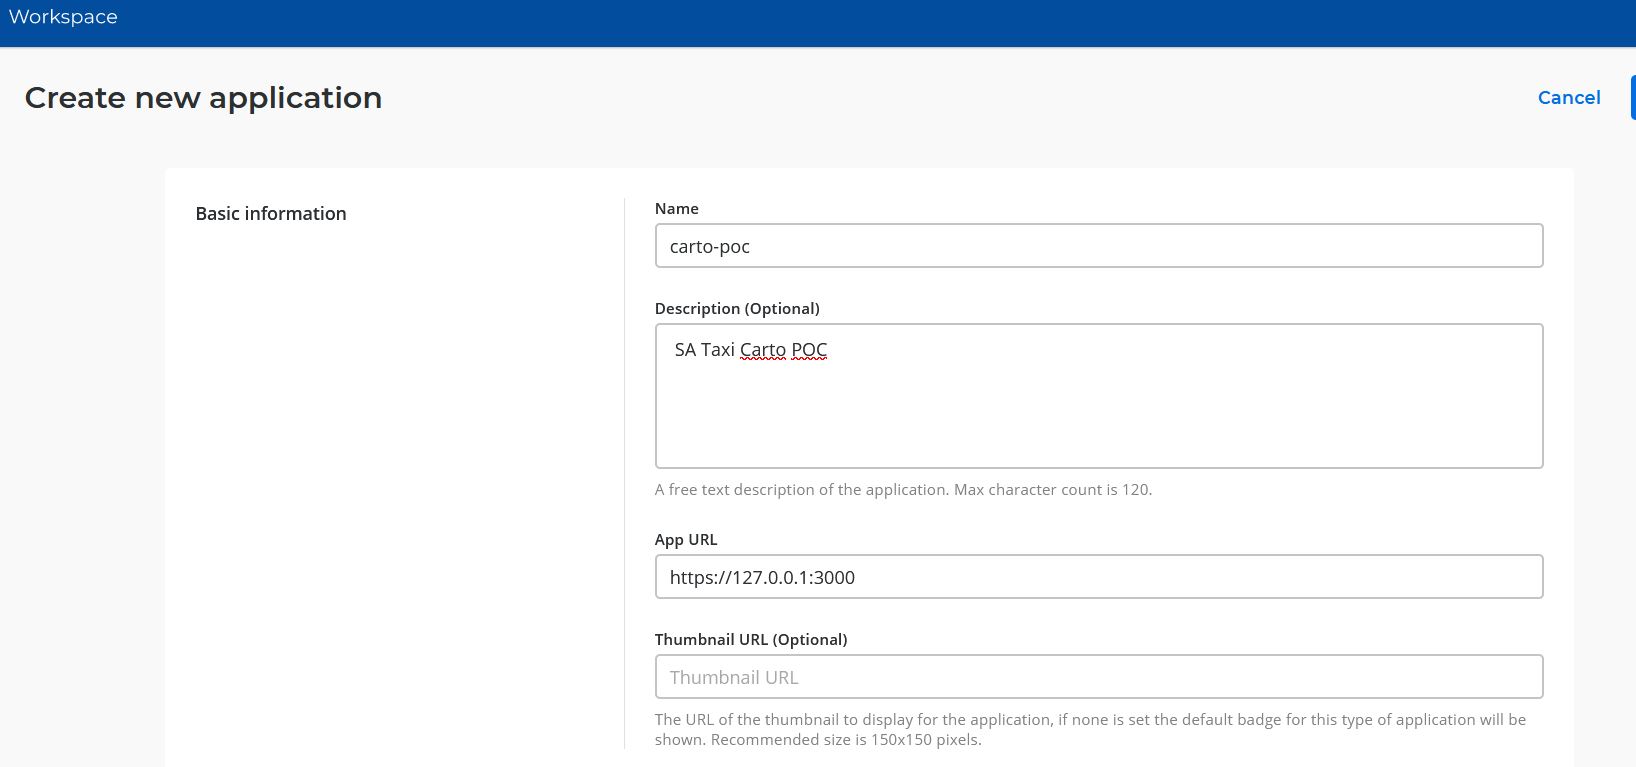 Workspace
Create new application
Cancel
Basic information
Name
carto-poc
Description (Optional)
SA Taxi Carto POC
A free text description of the application. Max character count is 120.
App URL
https://127.0.0.1:3000
Thumbnail URL (Optional)
Thumbnail URL
The URL of the thumbnail to display for the application, if none is set the default badge for this type of application will be
shown. Recommended size is 150x150 pixels.